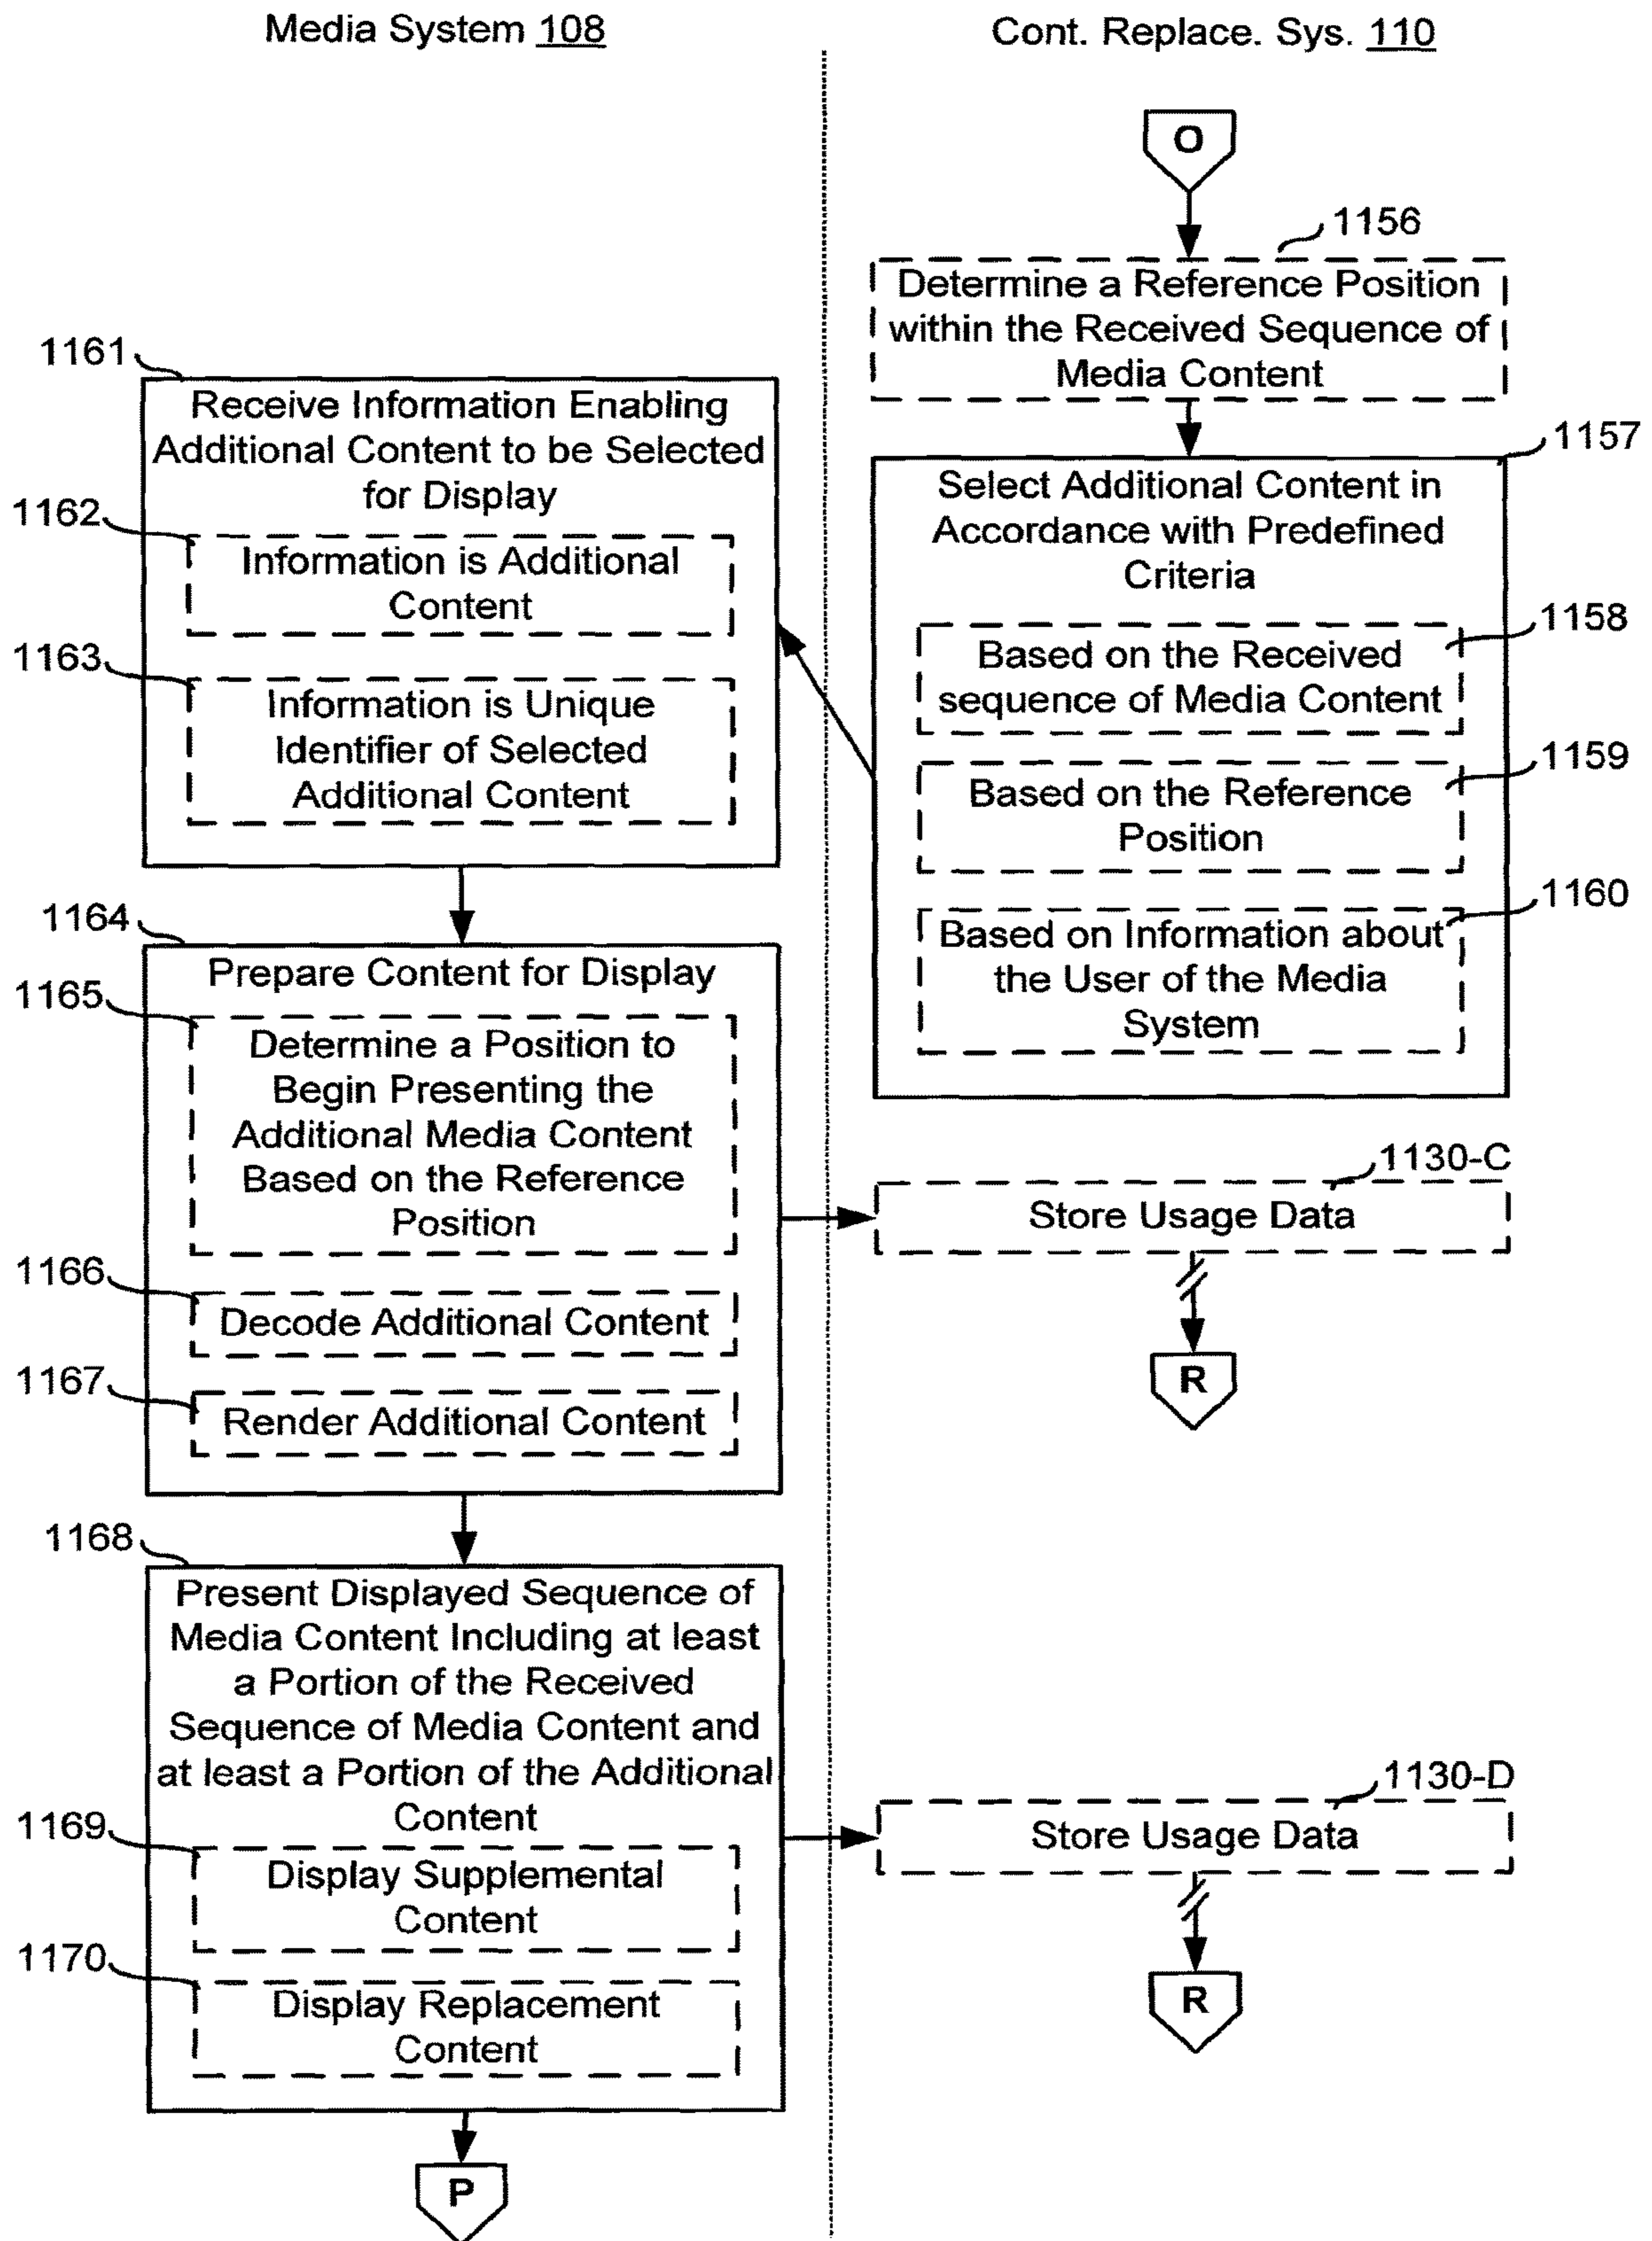 Media System 108
Cont. Replace. Sys. 110
O
1156
Determine a Reference Position
within the Received Sequence of
Media Content
1157
Select Additional Content in
Accordance with Predefined
Criteria
1158
Based on the Received
sequence of Media Content
1159
Based on the Reference
Position
1160
Based on Information about
the User of the Media
System
1161
Receive Information Enabling
Additional Content to be Selected
for Display
1162
Information is Additional
Content
1163
Information is Unique
Identifier of Selected
Additional Content
1164
Prepare Content for Display
1165
Determine a Position to
Begin Presenting the
Additional Media Content
Based on the Reference
Position
1166
Decode Additional Content
1167
Render Additional Content
1130-C
Store Usage Data
R
1168
Present Displayed Sequence of
Media Content Including at least
a Portion of the Received
Sequence of Media Content and
at least a Portion of the Additional
Content
1169
Display Supplemental
Content
1170
Display Replacement
Content
1130-D
Store Usage Data
R
P